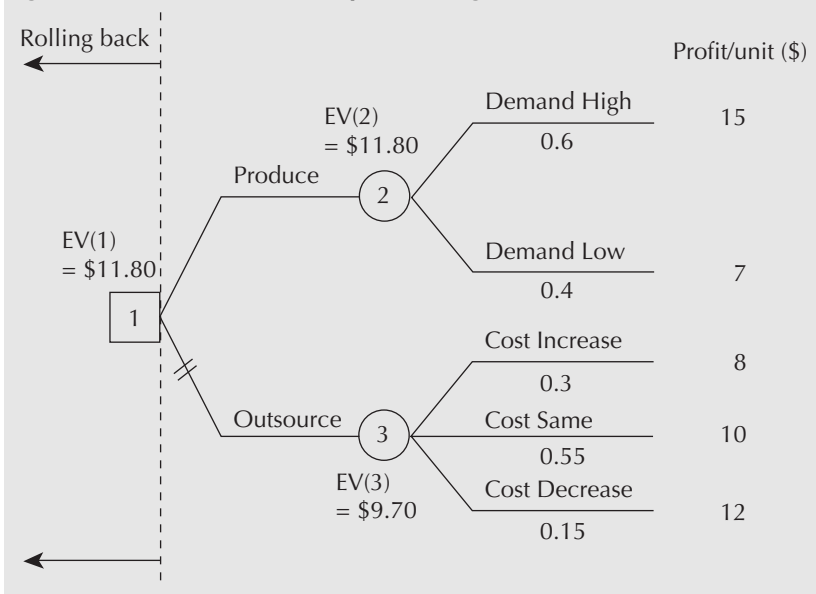 Rolling back
Profit/unit ($)
EV(2)
= $11.80
Demand High
0.6
15
Produce
2
Demand Low
0.4
7
EV(1)
= $11.80
1
Cost Increase
0.3
8
Outsource
3
Cost Same
0.55
10
EV(3)
= $9.70
Cost Decrease
0.15
12